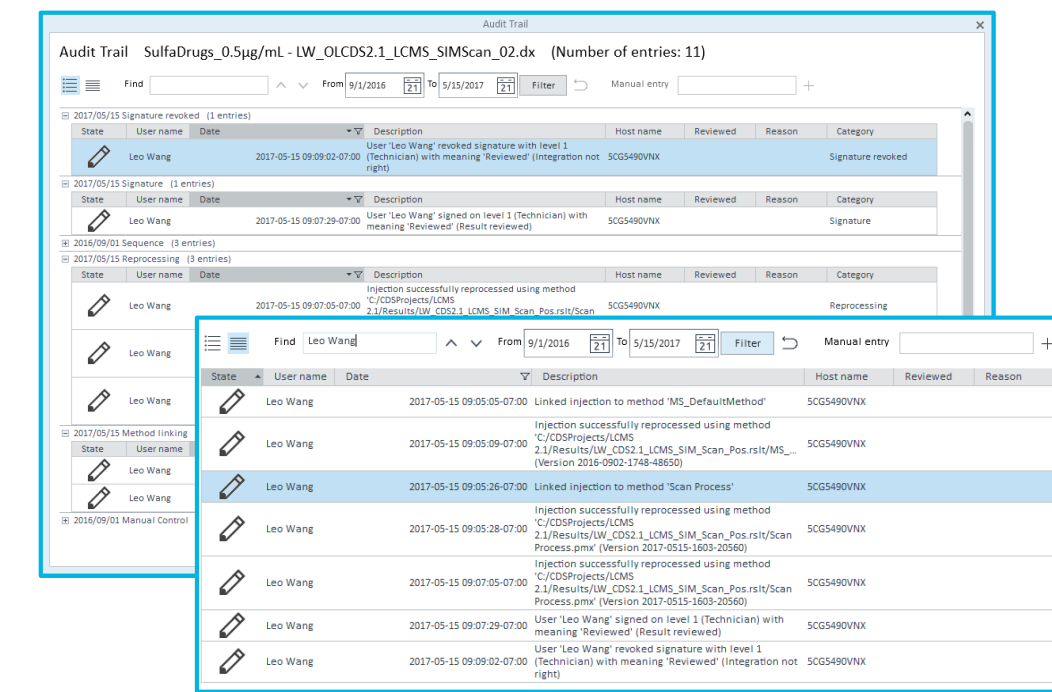 Audit Trail
Audit Trail SulfaDrugs_0.5µg/mL - LW_OLCDS2.1_LCMS_SIMScan_02.dx (Number of entries: 11)
Find From 9/1/2016 21 To 5/15/2017 21 Filter Manual entry
2017/05/15 Signature revoked (1 entries)
State User name Date Description Host name Reviewed Reason Category
User 'Leo Wang' revoked signature with level 1
Leo Wang 2017-05-15 09:09:02-07:00 (Technician) with meaning 'Reviewed' (Integration not 5CG5490VNX Signature revoked
right)
2017/05/15 Signature (1 entries)
State User name Date Description Host name Reviewed Reason Category
User 'Leo Wang' signed on level 1 (Technician) with
Leo Wang 2017-05-15 09:07:29-07:00 5CG5490VNX Signature
meaning 'Reviewed' (Result reviewed)
2016/09/01 Sequence (3 entries)
2017/05/15 Reprocessing (3 entries)
State User name Date Description Host name Reviewed Reason Category
Injection successfully reprocessed using method
'C:/CDSProjects/LCMS
Leo Wang 2017-05-15 09:07:05-07:00 5CG5490VNX Reprocessing
2.1/Results/LW_CDS2.1_LCMS_SIM_Scan_Pos.rslt/Scan
Leo Wang
Leo Wang
2017/05/15 Method linking
State User name
Leo Wang
Leo Wang
2016/09/01 Manual Control
Find Leo Wang From 9/1/2016 21 To 5/15/2017 21 Filter Manual entry
State User name Date Description Host name Reviewed Reason
Leo Wang 2017-05-15 09:05:05-07:00 Linked injection to method 'MS_DefaultMethod' 5CG5490VNX
Injection successfully reprocessed using method
'C:/CDSProjects/LCMS
Leo Wang 2017-05-15 09:05:09-07:00 5CG5490VNX
2.1/Results/LW_CDS2.1_LCMS_SIM_Scan_Pos.rslt/MS_...
(Version 2016-0902-1748-48650)
Leo Wang 2017-05-15 09:05:26-07:00 Linked injection to method 'Scan Process' 5CG5490VNX
Injection successfully reprocessed using method
'C:/CDSProjects/LCMS
Leo Wang 2017-05-15 09:05:28-07:00 5CG5490VNX
2.1/Results/LW_CDS2.1_LCMS_SIM_Scan_Pos.rslt/Scan
Process.pmx' (Version 2017-0515-1603-20560)
Injection successfully reprocessed using method
'C:/CDSProjects/LCMS
Leo Wang 2017-05-15 09:07:05-07:00 5CG5490VNX
2.1/Results/LW_CDS2.1_LCMS_SIM_Scan_Pos.rslt/Scan
Process.pmx' (Version 2017-0515-1603-20560)
User 'Leo Wang' signed on level 1 (Technician) with
Leo Wang 2017-05-15 09:07:29-07:00 5CG5490VNX
meaning 'Reviewed' (Result reviewed)
User 'Leo Wang' revoked signature with level 1
Leo Wang 2017-05-15 09:09:02-07:00 (Technician) with meaning 'Reviewed' (Integration not 5CG5490VNX
right)